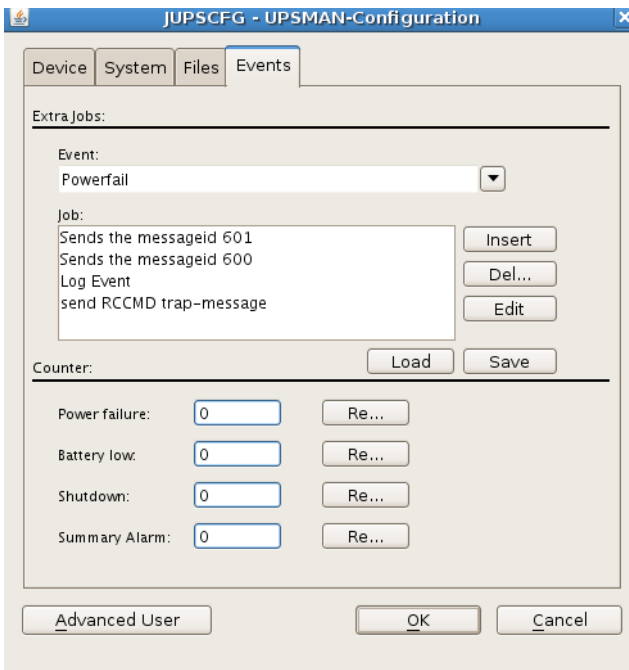 JUPSCFG - UPSMAN-Configuration
Device System Files Events
Extra Jobs:
Event:
Powerfail
Job:
Sends the messageid 601
Sends the messageid 600
Log Event
send RCCMD trap-message
Insert
Del...
Edit
Load Save
Counter:
Power failure: 0 Re...
Battery low: 0 Re...
Shutdown: 0 Re...
Summary Alarm: 0 Re...
Advanced User OK Cancel